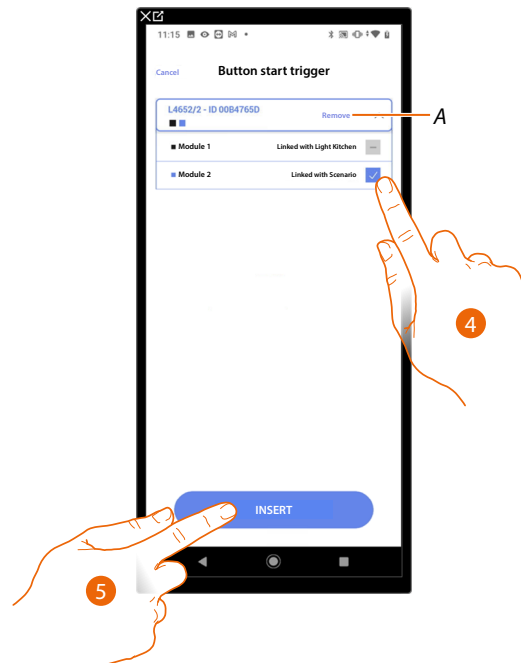 11:15
Cancel
Button start trigger
L4652/2 - ID 00B4765D
Remove
A
Module 1
Linked with Light Kitchen
Module 2
Linked with Scenario
4
INSERT
5